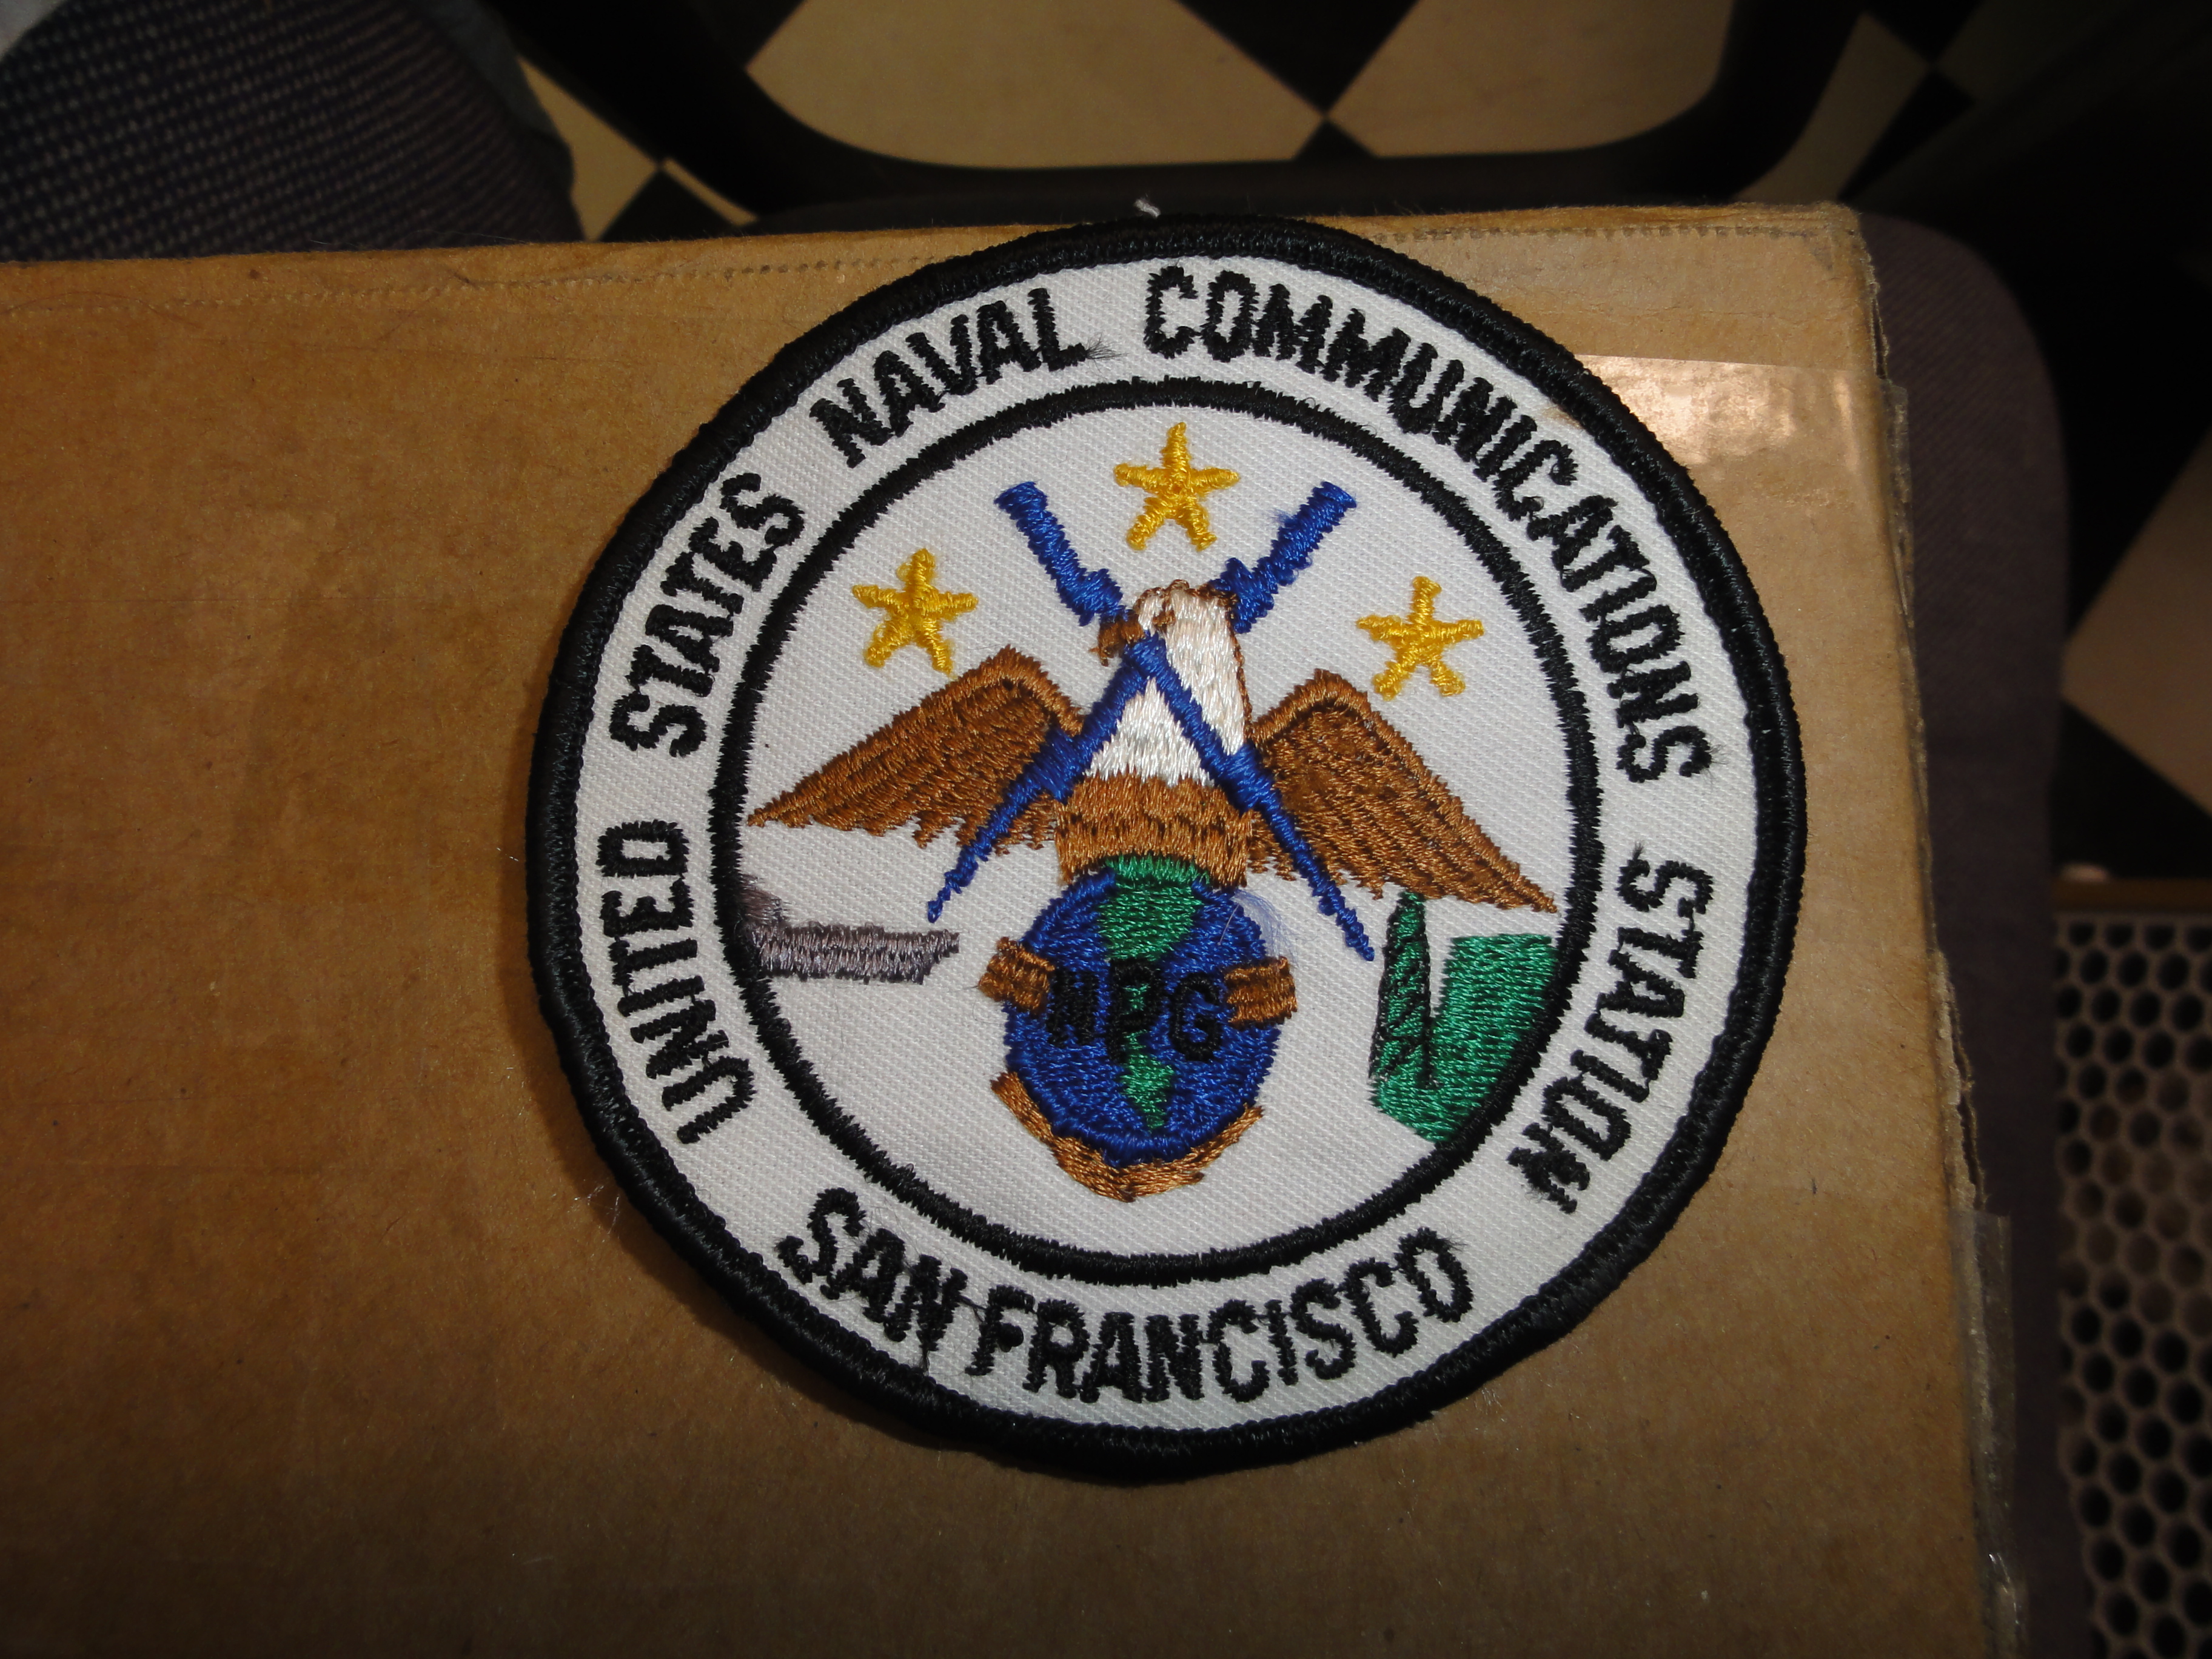 UNITED STATES NAVAL COMMUNICATIONS STATION
SAN FRANCISCO
NPG